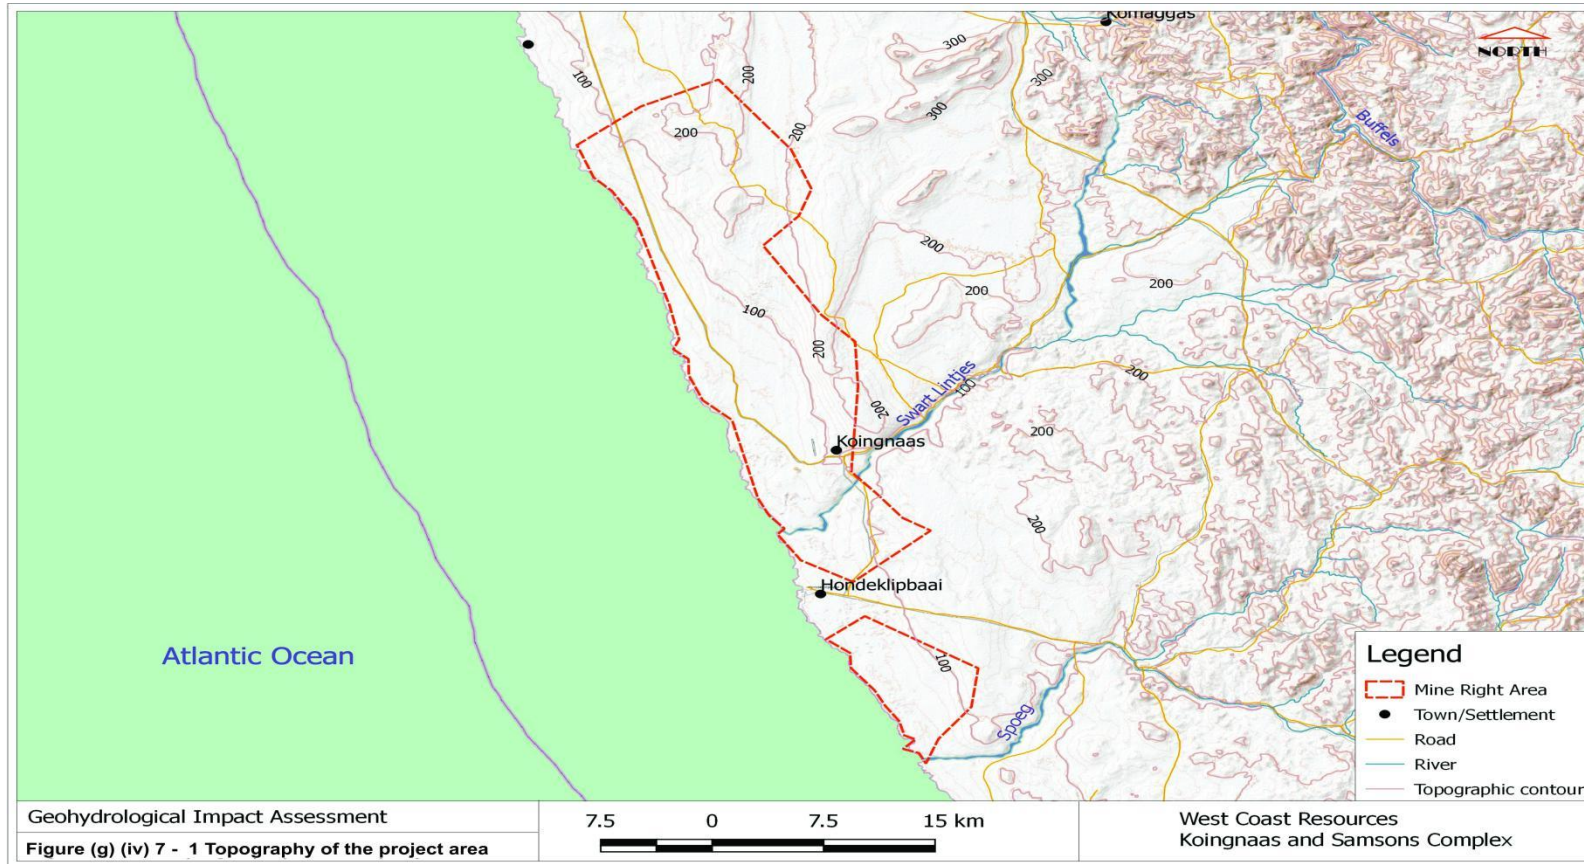 Komaggas
NORTH
300
100
200
300
300
200
200
Buffels
200
200
200
100
200
200
100
Swart Lintjes
200
200
Koingnaas
200
Hondeklipbaai
100
Spoeg
Atlantic Ocean
Legend
Mine Right Area
Town/Settlement
Road
River
Topographic contour
Geohydrological Impact Assessment
Figure (g) (iv) 7 - 1 Topography of the project area
7.5 0 7.5 15 km
West Coast Resources
Koingnaas and Samsons Complex